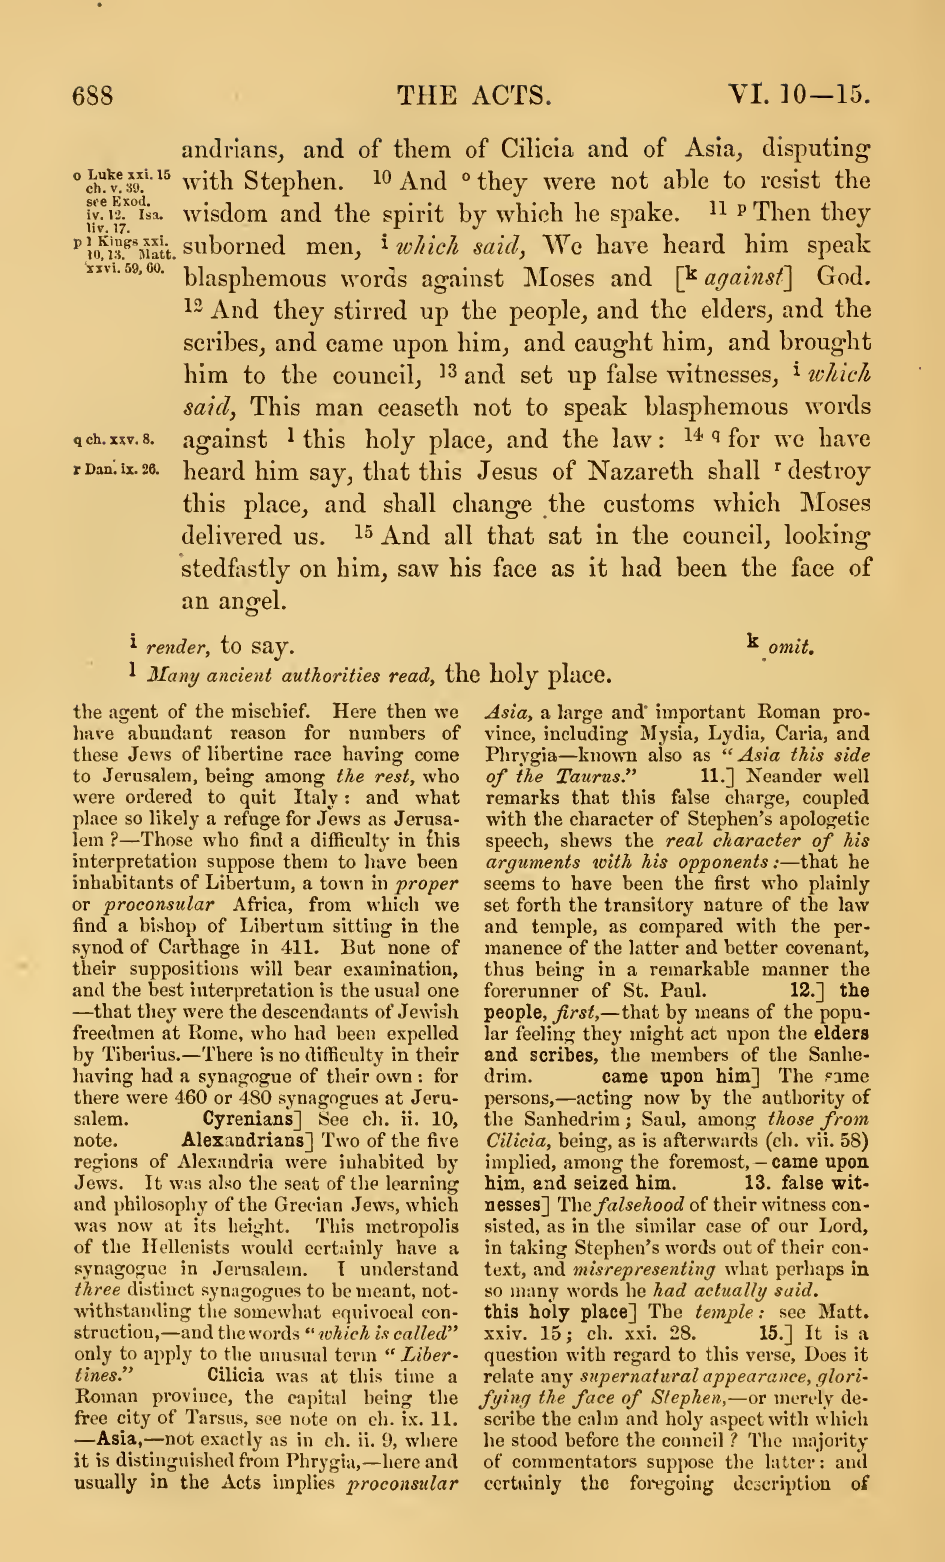 688 THE ACTS. VI. 10—15.
andrians, and of them of Cilicia and of Asia, disputing
o Luke xxi. 15
ch. v. 39.
see Exod.
iv. 12. Isa.
liv. 17.
with Stephen. 10 And o they were not able to resist the
wisdom and the spirit by which he spake. 11 p Then they
p 1 Kings xxi.
10, 13. Matt.
xxvi. 59, 60.
suborned men, i which said, We have heard him speak
blasphemous words against Moses and [k against] God.
12 And they stirred up the people, and the elders, and the
scribes, and came upon him, and caught him, and brought
him to the council, 13 and set up false witnesses, i which
said, This man ceaseth not to speak blasphemous words
q ch. xxv. 8.
against l this holy place, and the law: 14 q for we have
r Dan. ix. 26.
heard him say, that this Jesus of Nazareth shall r destroy
this place, and shall change the customs which Moses
delivered us. 15 And all that sat in the council, looking
stedfastly on him, saw his face as it had been the face of
an angel.
i render, to say. k omit.
l Many ancient authorities read, the holy place.
the agent of the mischief. Here then we
have abundant reason for numbers of
these Jews of libertine race having come
to Jerusalem, being among the rest, who
were ordered to quit Italy: and what
place so likely a refuge for Jews as Jerusa-
lem?—Those who find a difficulty in this
interpretation suppose them to have been
inhabitants of Libertum, a town in proper
or proconsular Africa, from which we
find a bishop of Libertum sitting in the
synod of Carthage in 411. But none of
their suppositions will bear examination,
and the best interpretation is the usual one
—that they were the descendants of Jewish
freedmen at Rome, who had been expelled
by Tiberius.—There is no difficulty in their
having had a synagogue of their own: for
there were 460 or 480 synagogues at Jeru-
salem. Cyrenians] See ch. ii. 10,
note. Alexandrians] Two of the five
regions of Alexandria were inhabited by
Jews. It was also the seat of the learning
and philosophy of the Grecian Jews, which
was now at its height. This metropolis
of the Hellenists would certainly have a
synagogue in Jerusalem. I understand
three distinct synagogues to be meant, not-
withstanding the somewhat equivocal con-
struction,—and the words "which is called"
only to apply to the unusual term "Liber-
tines." Cilicia was at this time a
Roman province, the capital being the
free city of Tarsus, see note on ch. ix. 11.
—Asia,—not exactly as in ch. ii. 9, where
it is distinguished from Phrygia,—here and
usually in the Acts implies proconsular
Asia, a large and important Roman pro-
vince, including Mysia, Lydia, Caria, and
Phrygia—known also as "Asia this side
of the Taurus." 11.] Neander well
remarks that this false charge, coupled
with the character of Stephen's apologetic
speech, shews the real character of his
arguments with his opponents:—that he
seems to have been the first who plainly
set forth the transitory nature of the law
and temple, as compared with the per-
manence of the latter and better covenant,
thus being in a remarkable manner the
forerunner of St. Paul. 12.] the
people, first,—that by means of the popu-
lar feeling they might act upon the elders
and scribes, the members of the Sanhe-
drim. came upon him] The same
persons,—acting now by the authority of
the Sanhedrim; Saul, among those from
Cilicia, being, as is afterwards (ch. vii. 58)
implied, among the foremost,—came upon
him, and seized him. 13. false wit-
nesses] The falsehood of their witness con-
sisted, as in the similar case of our Lord,
in taking Stephen's words out of their con-
text, and misrepresenting what perhaps in
so many words he had actually said.
this holy place] The temple: see Matt.
xxiv. 15; ch. xxi. 28. 15.] It is a
question with regard to this verse, Does it
relate any supernatural appearance, glori-
fying the face of Stephen,—or merely de-
scribe the calm and holy aspect with which
he stood before the council? The majority
of commentators suppose the latter: and
certainly the foregoing description of